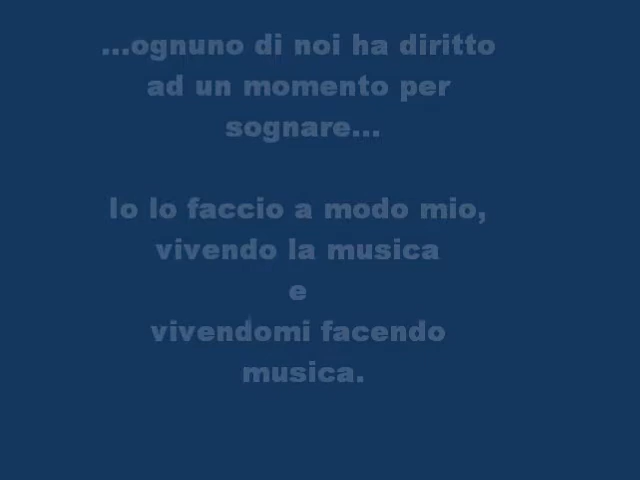 ...ognuno di noi ha diritto
ad un momento per
sognare...
Io lo faccio a modo mio,
vivendo la musica
e
vivendomi facendo
musica.